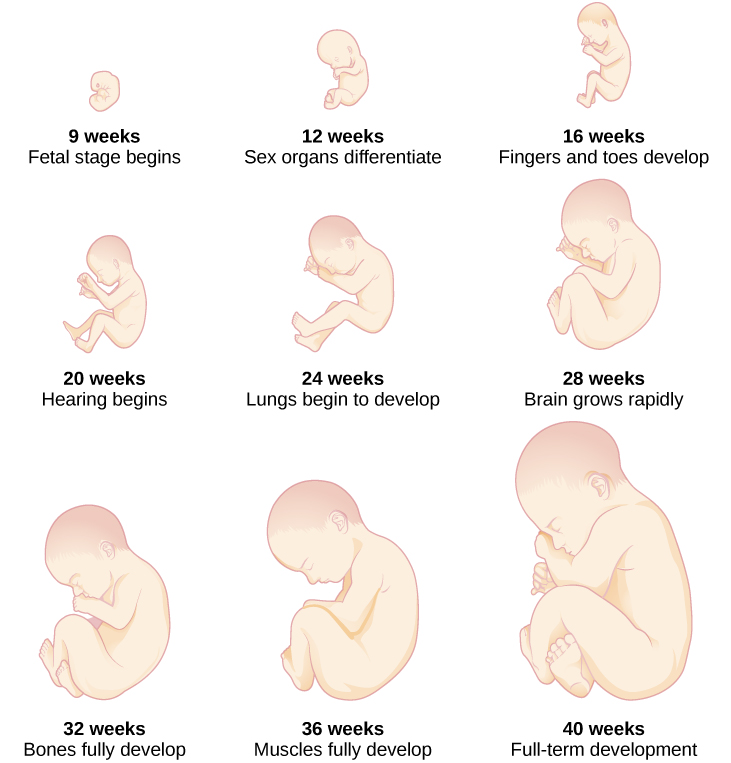 9 weeks
Fetal stage begins
12 weeks
Sex organs differentiate
16 weeks
Fingers and toes develop
20 weeks
Hearing begins
24 weeks
Lungs begin to develop
28 weeks
Brain grows rapidly
32 weeks
Bones fully develop
36 weeks
Muscles fully develop
40 weeks
Full-term development